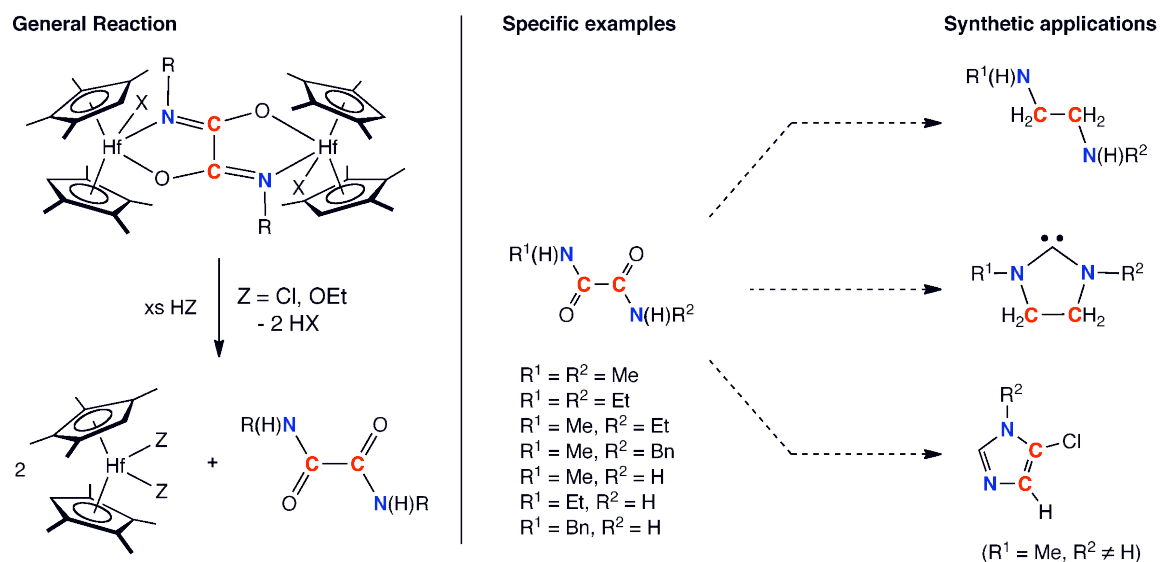 General Reaction
R
X
N
C
O
Hf
Hf
O
C
N
X
R
xs HZ
Z = Cl, OEt
- 2 HX
2
Hf
Z
Z
+
R(H)N
O
C
C
O
N(H)R
Specific examples
R¹(H)N
O
C
C
O
N(H)R²
R¹ = R² = Me
R¹ = R² = Et
R¹ = Me, R² = Et
R¹ = Me, R² = Bn
R¹ = Me, R² = H
R¹ = Et, R² = H
R¹ = Bn, R² = H
Synthetic applications
R¹(H)N
H₂C
CH₂
N(H)R²
R¹
N
N
R²
H₂C
CH₂
R²
N
C
Cl
N
C
H
(R¹ = Me, R² ≠ H)